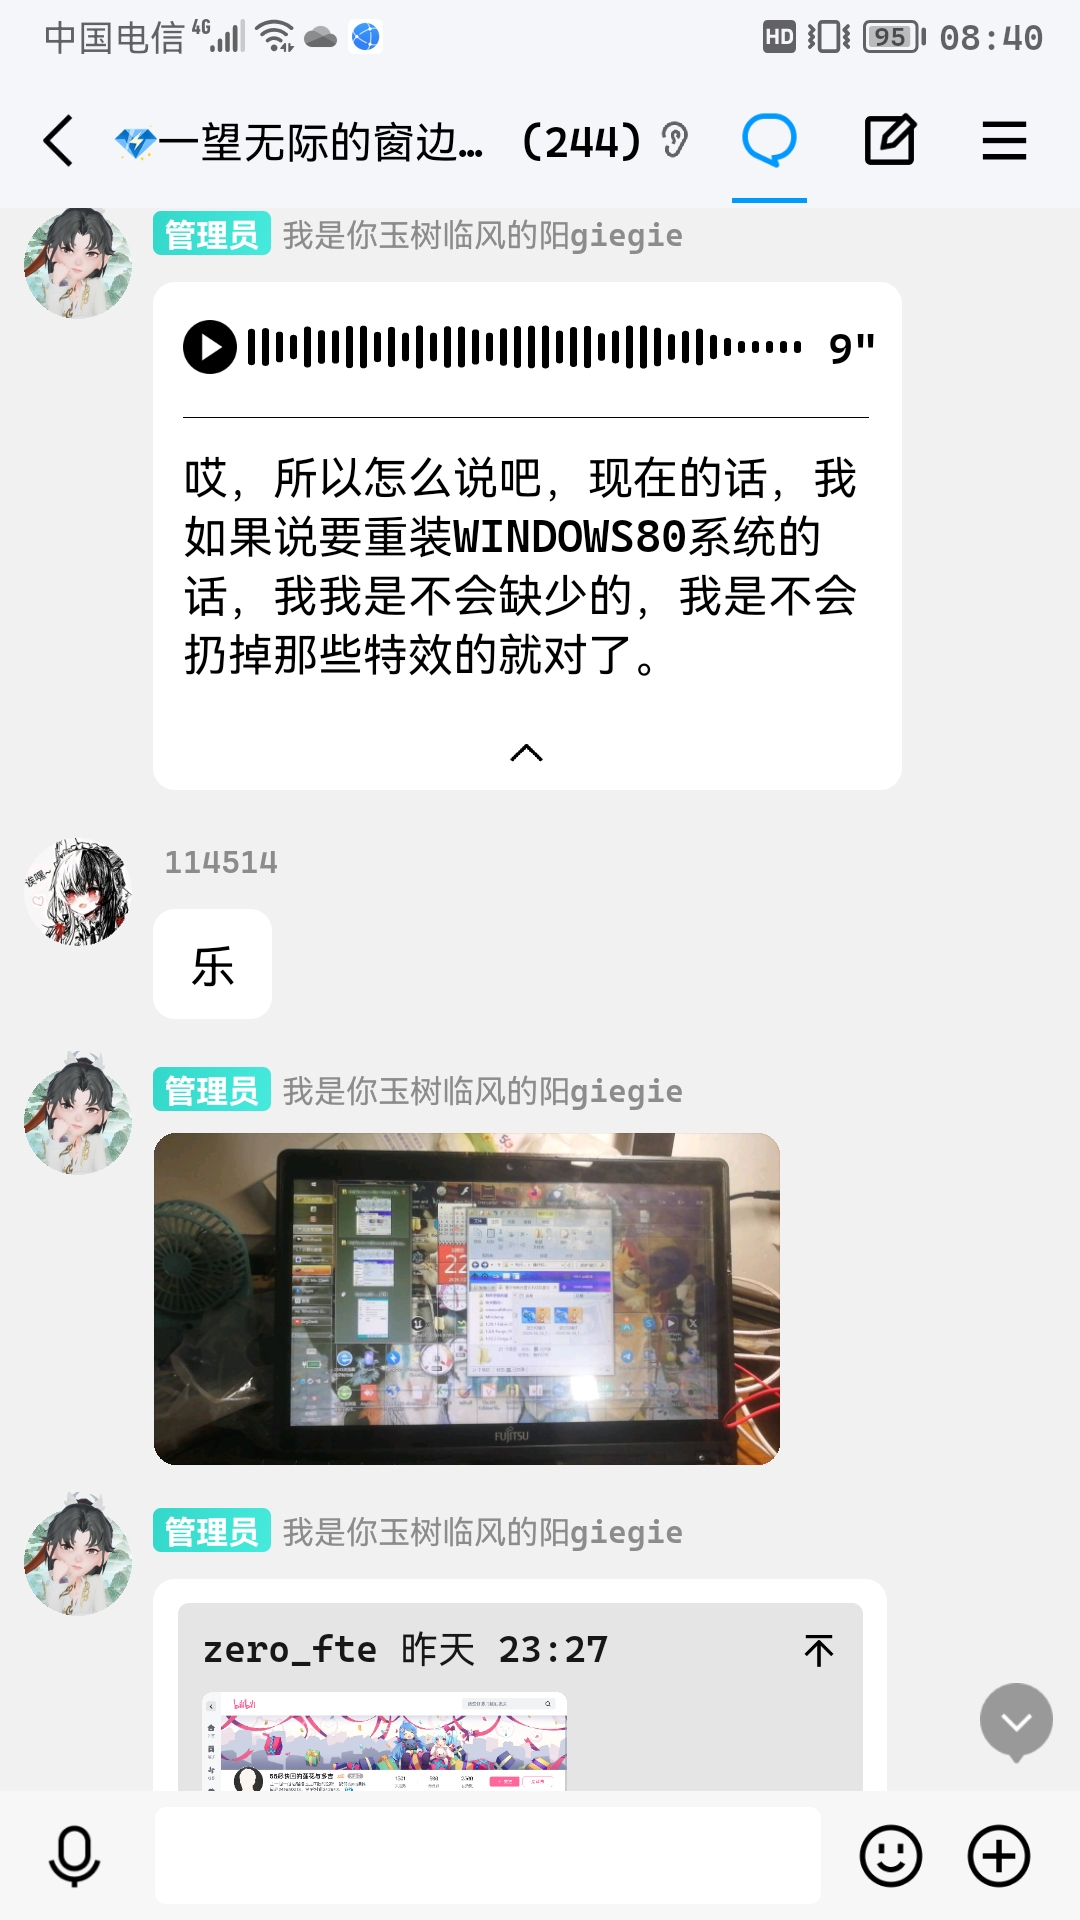 中国电信 4G HD 95 08:40
一望无际的窗边... (244)
管理员 我是你玉树临风的阳giegie
9"
哎，所以怎么说吧，现在的话，我
如果说要重装WINDOWS80系统的
话，我我是不会缺少的，我是不会
扔掉那些特效的就对了。
114514
乐
管理员 我是你玉树临风的阳giegie
22
FUJITSU
管理员 我是你玉树临风的阳giegie
zero_fte 昨天 23:27
bilibili